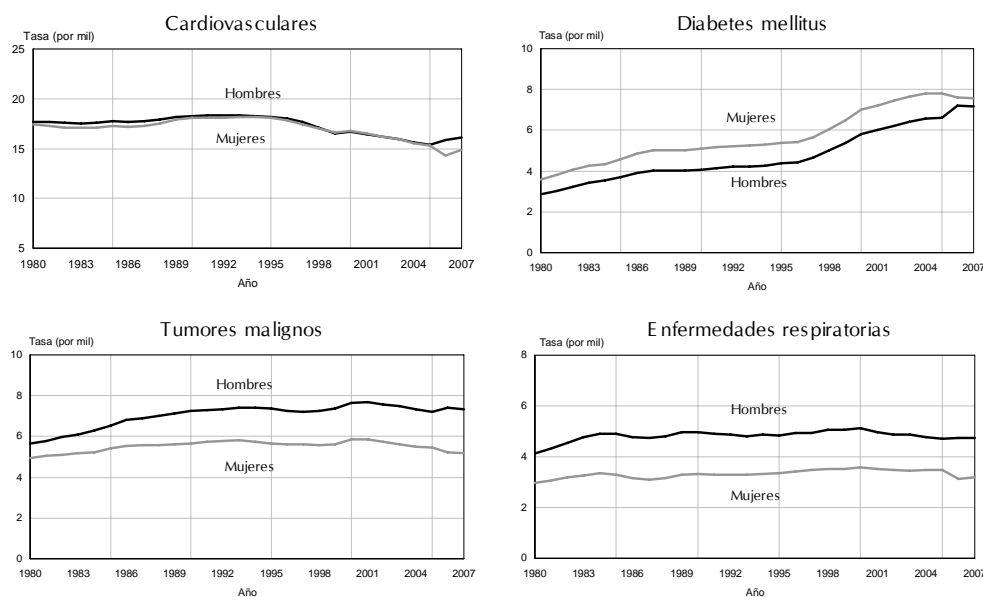 Cardiovasculares
Tasa (por mil)
25
20
15
10
5
Hombres
Mujeres
1980 1983 1986 1989 1992 1995 1998 2001 2004 2007
Año
Diabetes mellitus
Tasa (por mil)
10
8
6
4
2
0
Mujeres
Hombres
1980 1983 1986 1989 1992 1995 1998 2001 2004 2007
Año
Tumores malignos
Tasa (por mil)
10
8
6
4
2
0
Hombres
Mujeres
1980 1983 1986 1989 1992 1995 1998 2001 2004 2007
Año
Enfermedades respiratorias
Tasa (por mil)
8
6
4
2
0
Hombres
Mujeres
1980 1983 1986 1989 1992 1995 1998 2001 2004 2007
Año